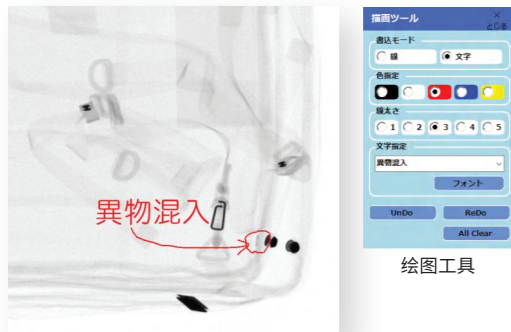 異物混入
描画ツール
とじる
書込モード
線
文字
色指定
線太さ
1 2 3 4 5
文字指定
異物混入
フォント
UnDo
ReDo
All Clear
绘图工具